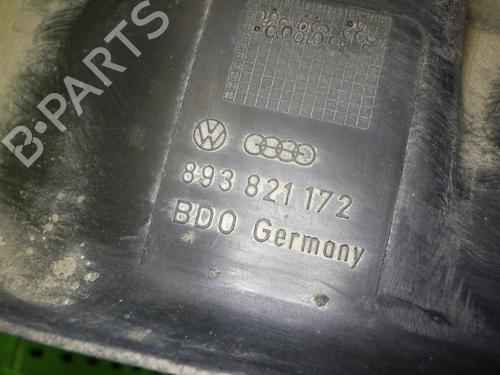 B-PARTS
893 821 172
BDO Germany